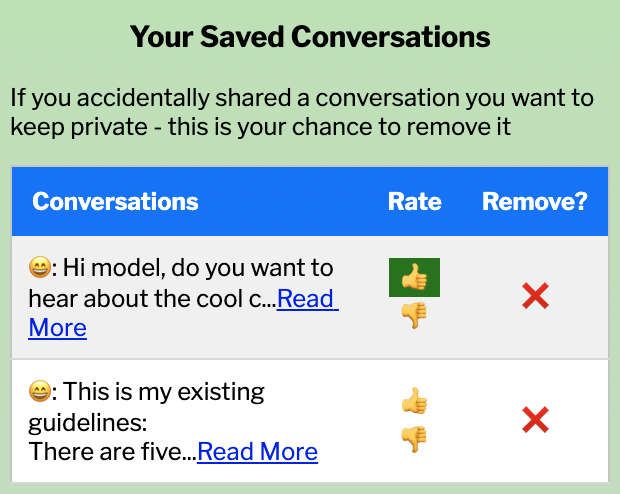 Your Saved Conversations
If you accidentally shared a conversation you want to
keep private - this is your chance to remove it
Conversations Rate Remove?
😄: Hi model, do you want to
hear about the cool c...Read
More
👍
👎
❌
😄: This is my existing
guidelines:
There are five...Read More
👍
👎
❌